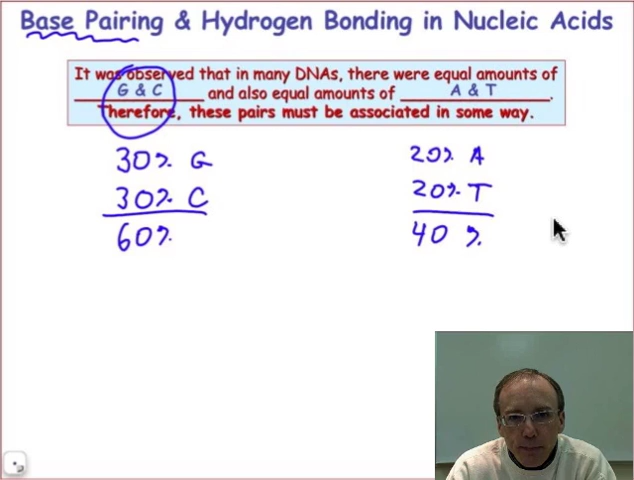 Base Pairing & Hydrogen Bonding in Nucleic Acids
It was observed that in many DNAs, there were equal amounts of
G & C and also equal amounts of A & T.
Therefore, these pairs must be associated in some way.
30% G
30% C
60%
20% A
20% T
40 %